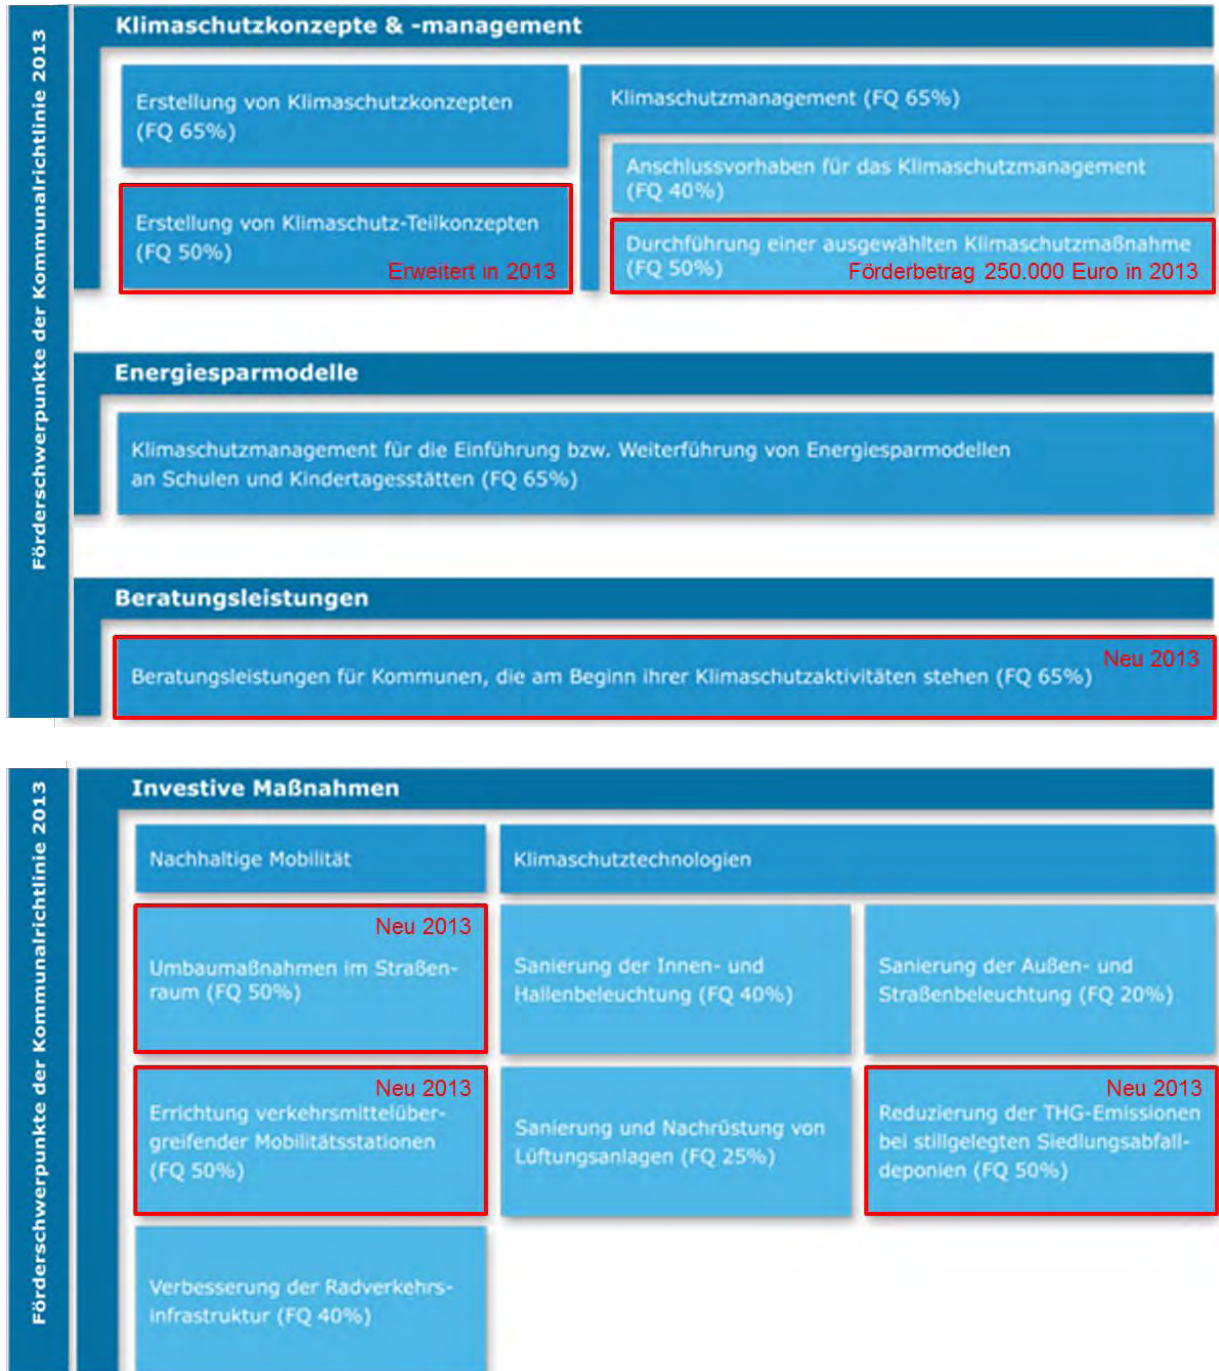 Förderschwerpunkte der Kommunalrichtlinie 2013
Klimaschutzkonzepte & -management
Erstellung von Klimaschutzkonzepten
(FQ 65%)
Erstellung von Klimaschutz-Teilkonzepten
(FQ 50%)
Erweitert in 2013
Klimaschutzmanagement (FQ 65%)
Anschlussvorhaben für das Klimaschutzmanagement
(FQ 40%)
Durchführung einer ausgewählten Klimaschutzmaßnahme
(FQ 50%)
Förderbetrag 250.000 Euro in 2013
Energiesparmodelle
Klimaschutzmanagement für die Einführung bzw. Weiterführung von Energiesparmodellen
an Schulen und Kindertagesstätten (FQ 65%)
Beratungsleistungen
Neu 2013
Beratungsleistungen für Kommunen, die am Beginn ihrer Klimaschutzaktivitäten stehen (FQ 65%)
Förderschwerpunkte der Kommunalrichtlinie 2013
Investive Maßnahmen
Nachhaltige Mobilität
Neu 2013
Umbaumaßnahmen im Straßen-
raum (FQ 50%)
Neu 2013
Errichtung verkehrsmittelüber-
greifender Mobilitätsstationen
(FQ 50%)
Verbesserung der Radverkehrs-
infrastruktur (FQ 40%)
Klimaschutztechnologien
Sanierung der Innen- und
Hallenbeleuchtung (FQ 40%)
Sanierung der Außen- und
Straßenbeleuchtung (FQ 20%)
Sanierung und Nachrüstung von
Lüftungsanlagen (FQ 25%)
Neu 2013
Reduzierung der THG-Emissionen
bei stillgelegten Siedlungsabfall-
deponien (FQ 50%)